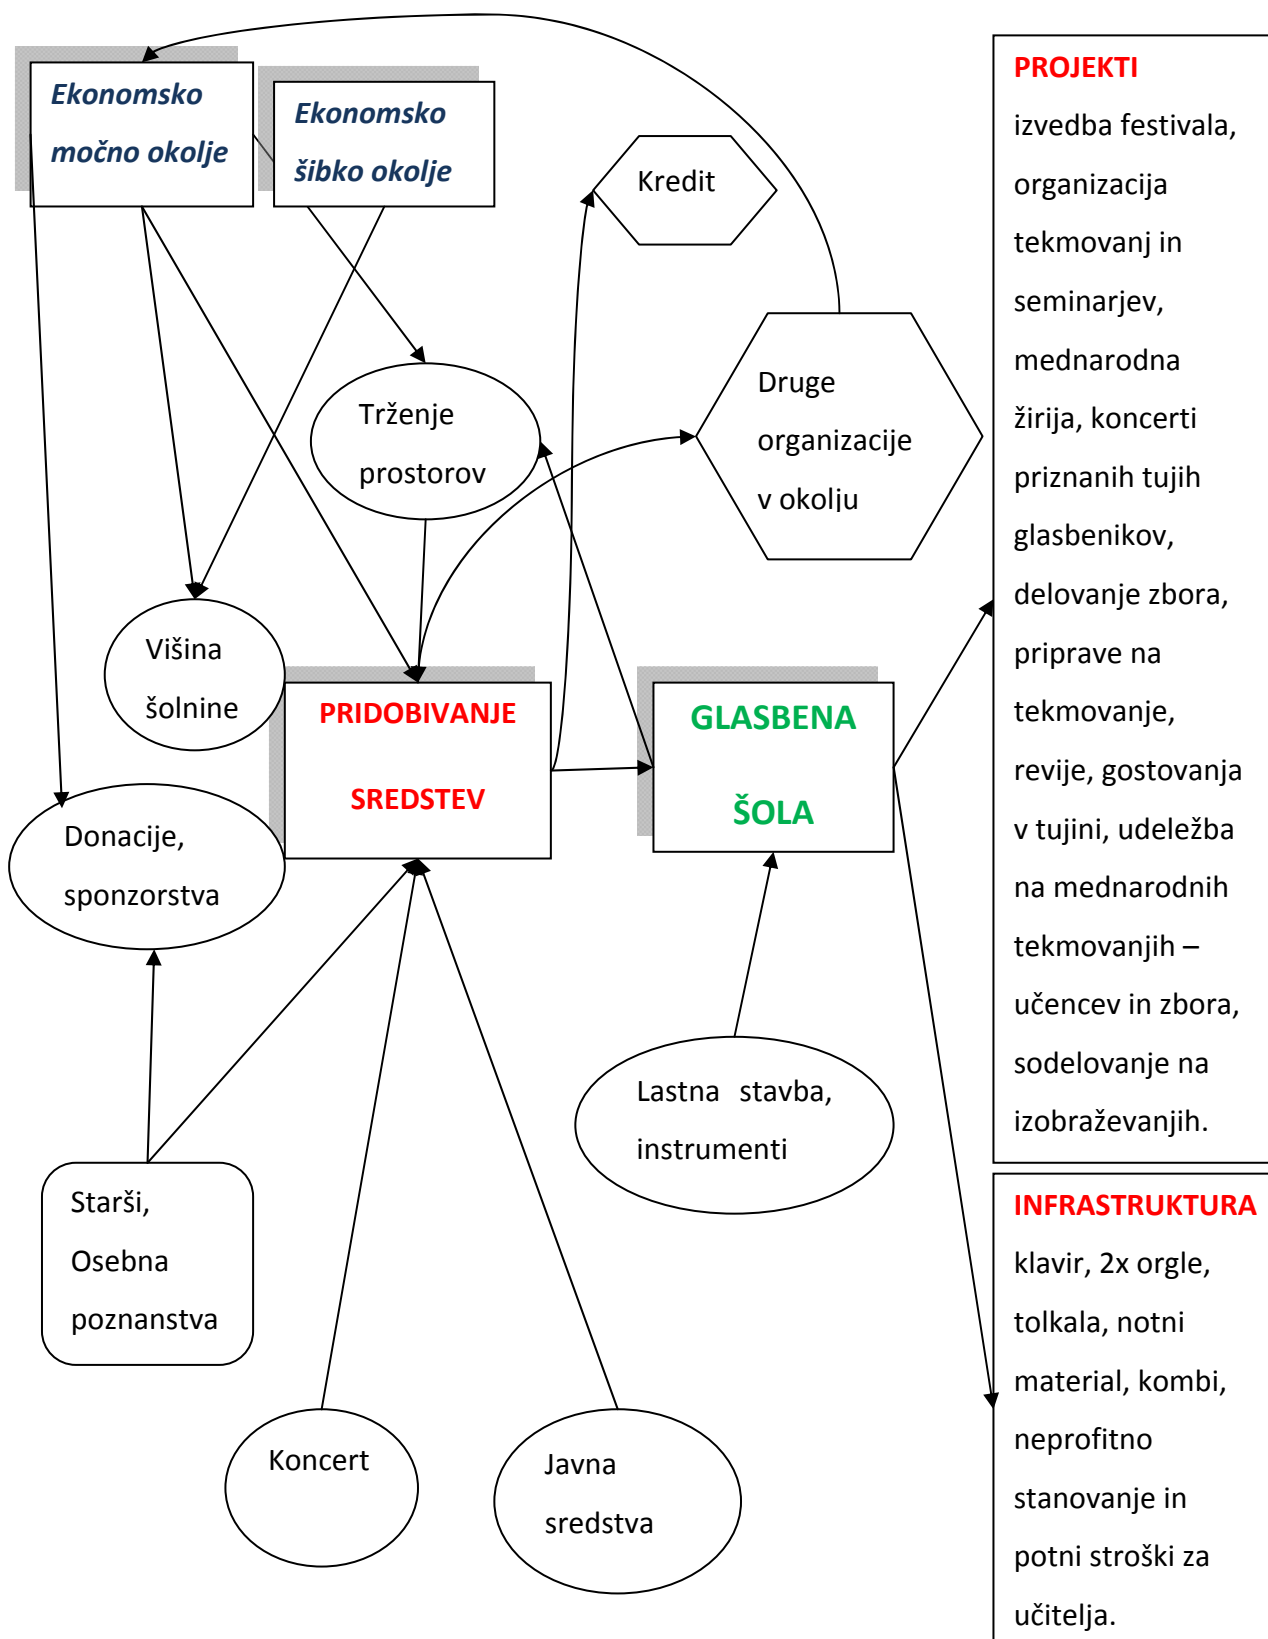 Ekonomsko
močno okolje
Ekonomsko
šibko okolje
Kredit
Druge
organizacije
v okolju
Trženje
prostorov
Višina
šolnine
PRIDOBIVANJE
SREDSTEV
GLASBENA
ŠOLA
Donacije,
sponzorstva
Lastna stavba,
instrumenti
Starši,
Osebna
poznanstva
Koncert
Javna
sredstva
PROJEKTI
izvedba festivala,
organizacija
tekmovanj in
seminarjev,
mednarodna
žirija, koncerti
priznanih tujih
glasbenikov,
delovanje zbora,
priprave na
tekmovanje,
revije, gostovanja
v tujini, udeležba
na mednarodnih
tekmovanjih –
učencev in zbora,
sodelovanje na
izobraževanjih.
INFRASTRUKTURA
klavir, 2x orgle,
tolkala, notni
material, kombi,
neprofitno
stanovanje in
potni stroški za
učitelja.